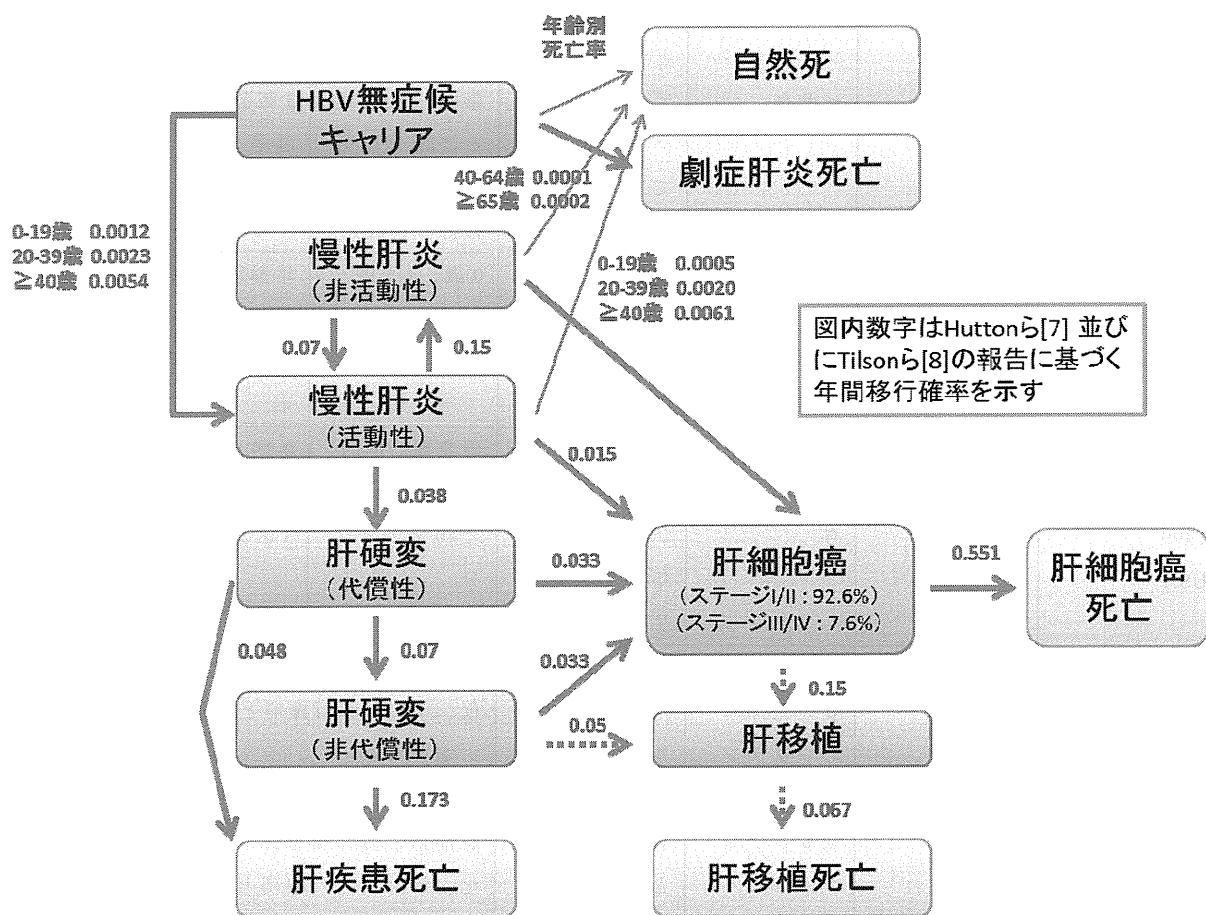 年齢別
死亡率
自然死
HBV無症候
キャリア
劇症肝炎死亡
40-64歳 0.0001
≧65歳 0.0002
0-19歳 0.0012
20-39歳 0.0023
≧40歳 0.0054
慢性肝炎
（非活動性）
0-19歳 0.0005
20-39歳 0.0020
≧40歳 0.0061
図内数字はHuttonら[7] 並び
にTilsonら[8]の報告に基づく
年間移行確率を示す
0.07
0.15
慢性肝炎
（活動性）
0.015
0.038
肝硬変
（代償性）
0.033
肝細胞癌
（ステージI/II : 92.6%）
（ステージIII/IV : 7.6%）
0.551
肝細胞癌
死亡
0.048
0.07
0.033
0.15
肝硬変
（非代償性）
0.05
肝移植
0.173
0.067
肝疾患死亡
肝移植死亡